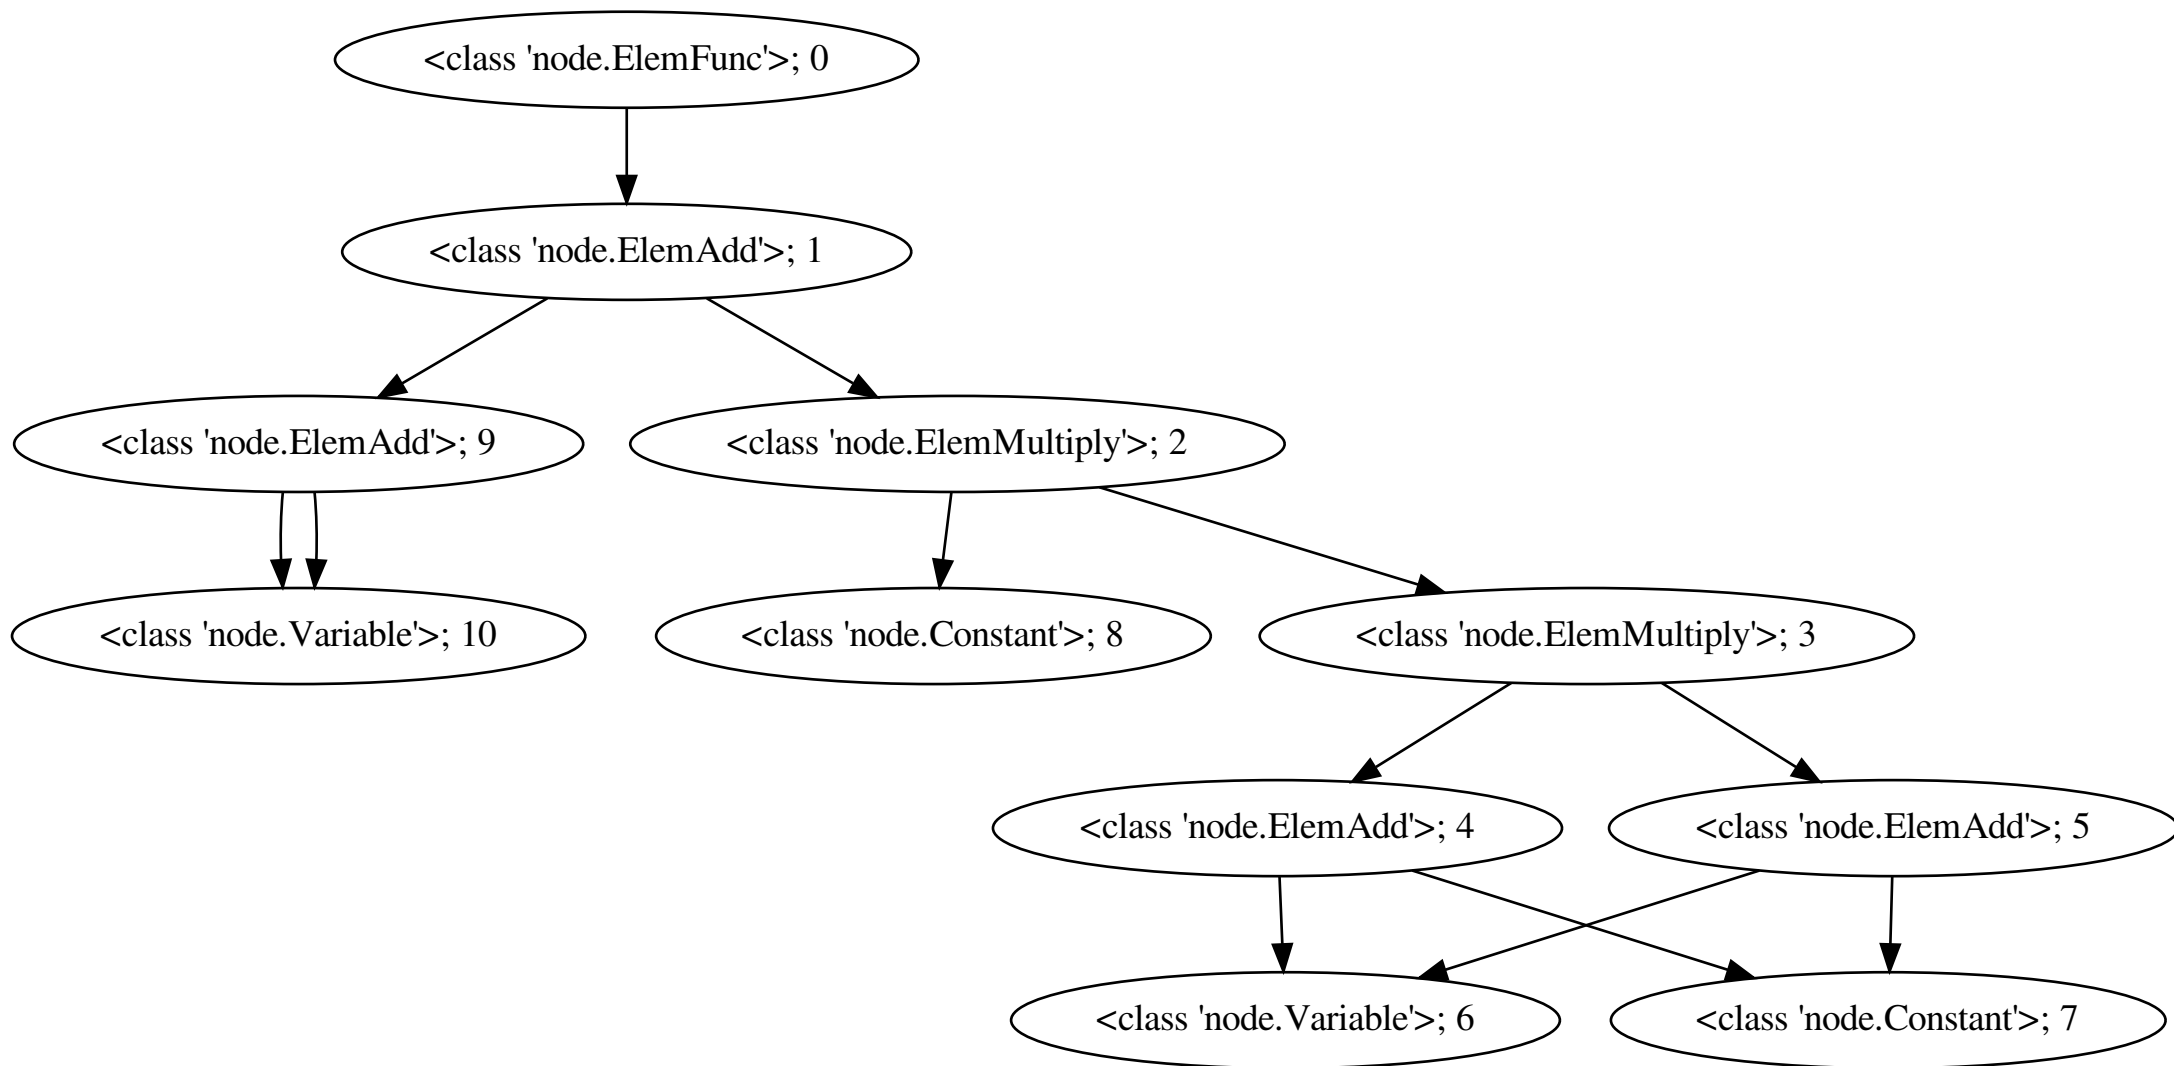 <class 'node.ElemFunc'>; 0
<class 'node.ElemAdd'>; 1
<class 'node.ElemAdd'>; 9
<class 'node.ElemMultiply'>; 2
<class 'node.Variable'>; 10
<class 'node.Constant'>; 8
<class 'node.ElemMultiply'>; 3
<class 'node.ElemAdd'>; 4
<class 'node.ElemAdd'>; 5
<class 'node.Variable'>; 6
<class 'node.Constant'>; 7